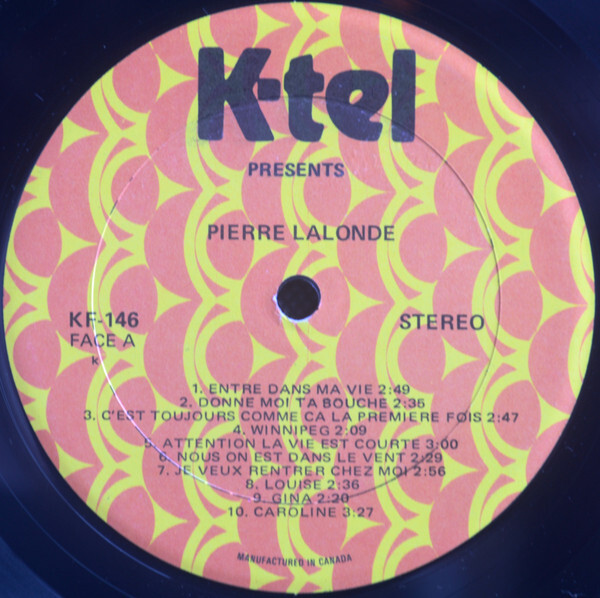 K-tel
PRESENTS
PIERRE LALONDE
KF-146
STEREO
FACE A
K
1. ENTRE DANS MA VIE 2:49
2. DONNE MOI TA BOUCHE 2:36
3. C'EST TOUJOURS COMME CA LA PREMIERE FOIS 2:47
4. WINNIPEG 2:09
5. ATTENTION LA VIE EST COURTE 3:00
6. NOUS ON EST DANS LE VENT 2:29
7. JE VEUX RENTRER CHEZ MOI 2:56
8. LOUISE 2:36
9. GINA 2:20
10. CAROLINE 3:27
MANUFACTURED IN CANADA